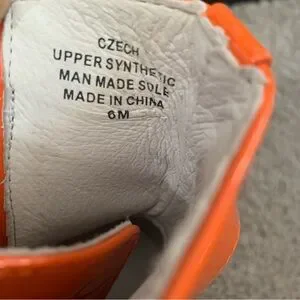 CZECH
UPPER SYNTHETIC
MAN MADE SOLE
MADE IN CHINA
6M